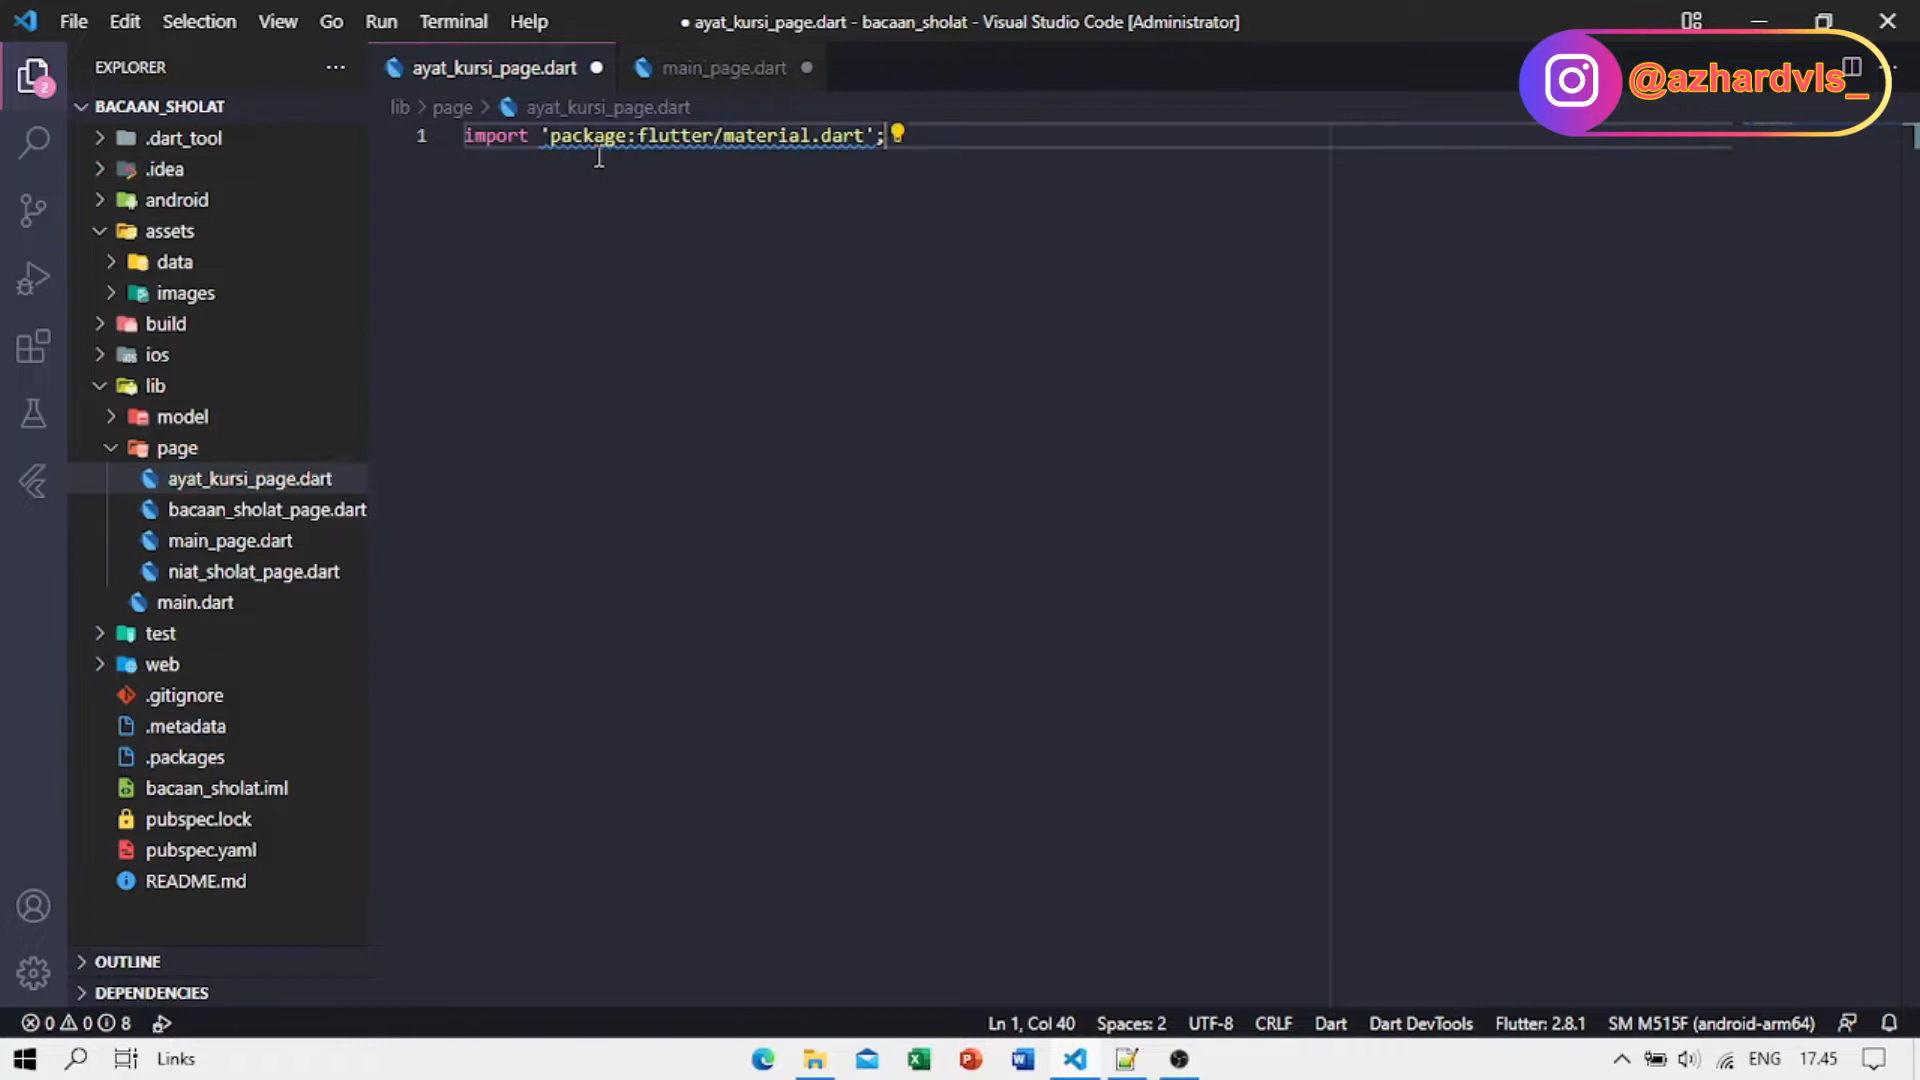 File Edit Selection View Go Run Terminal Help
● ayat_kursi_page.dart - bacaan_sholat - Visual Studio Code [Administrator]
@azhardvls_
EXPLORER
ayat_kursi_page.dart
main_page.dart
BACAAN_SHOLAT
lib > page > ayat_kursi_page.dart
1 import 'package:flutter/material.dart';
.dart_tool
.idea
android
assets
data
images
build
ios
lib
model
page
ayat_kursi_page.dart
bacaan_sholat_page.dart
main_page.dart
niat_sholat_page.dart
main.dart
test
web
.gitignore
.metadata
.packages
bacaan_sholat.iml
pubspec.lock
pubspec.yaml
README.md
OUTLINE
DEPENDENCIES
2
0 0 8
Ln 1, Col 40 Spaces: 2 UTF-8 CRLF Dart Dart DevTools Flutter: 2.8.1 SM M515F (android-arm64)
Links
ENG 17.45